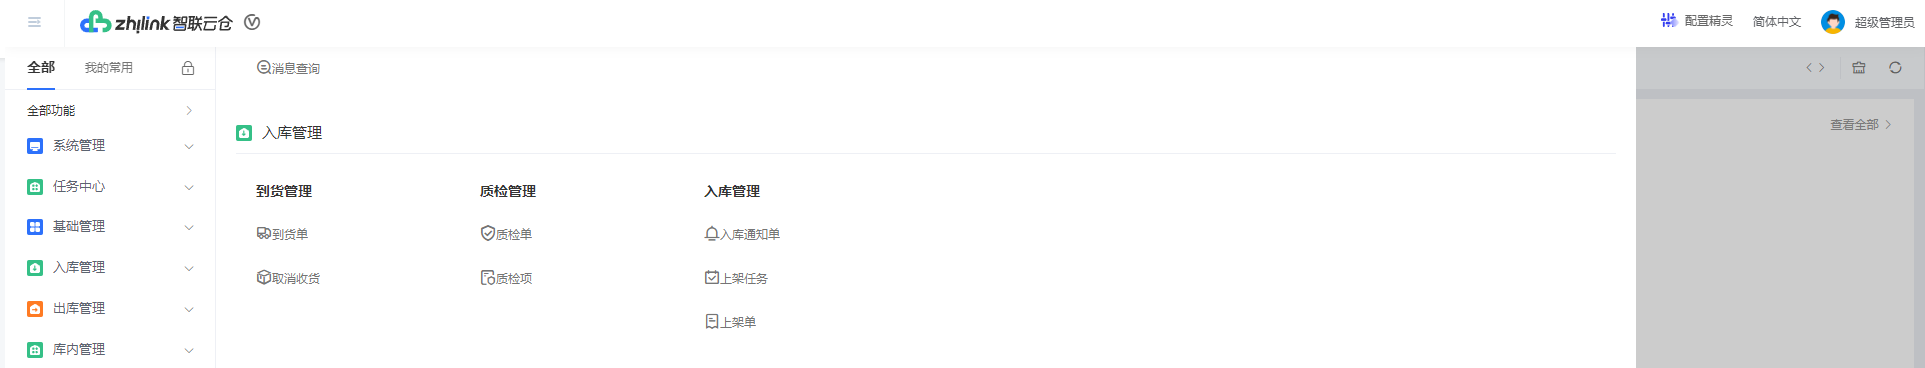 zhilink 智联云仓
配置精灵
简体中文
超级管理员
全部
我的常用
全部功能
系统管理
任务中心
基础管理
入库管理
出库管理
库内管理
消息查询
入库管理
到货管理
质检管理
入库管理
到货单
质检单
入库通知单
取消收货
质检项
上架任务
上架单
查看全部